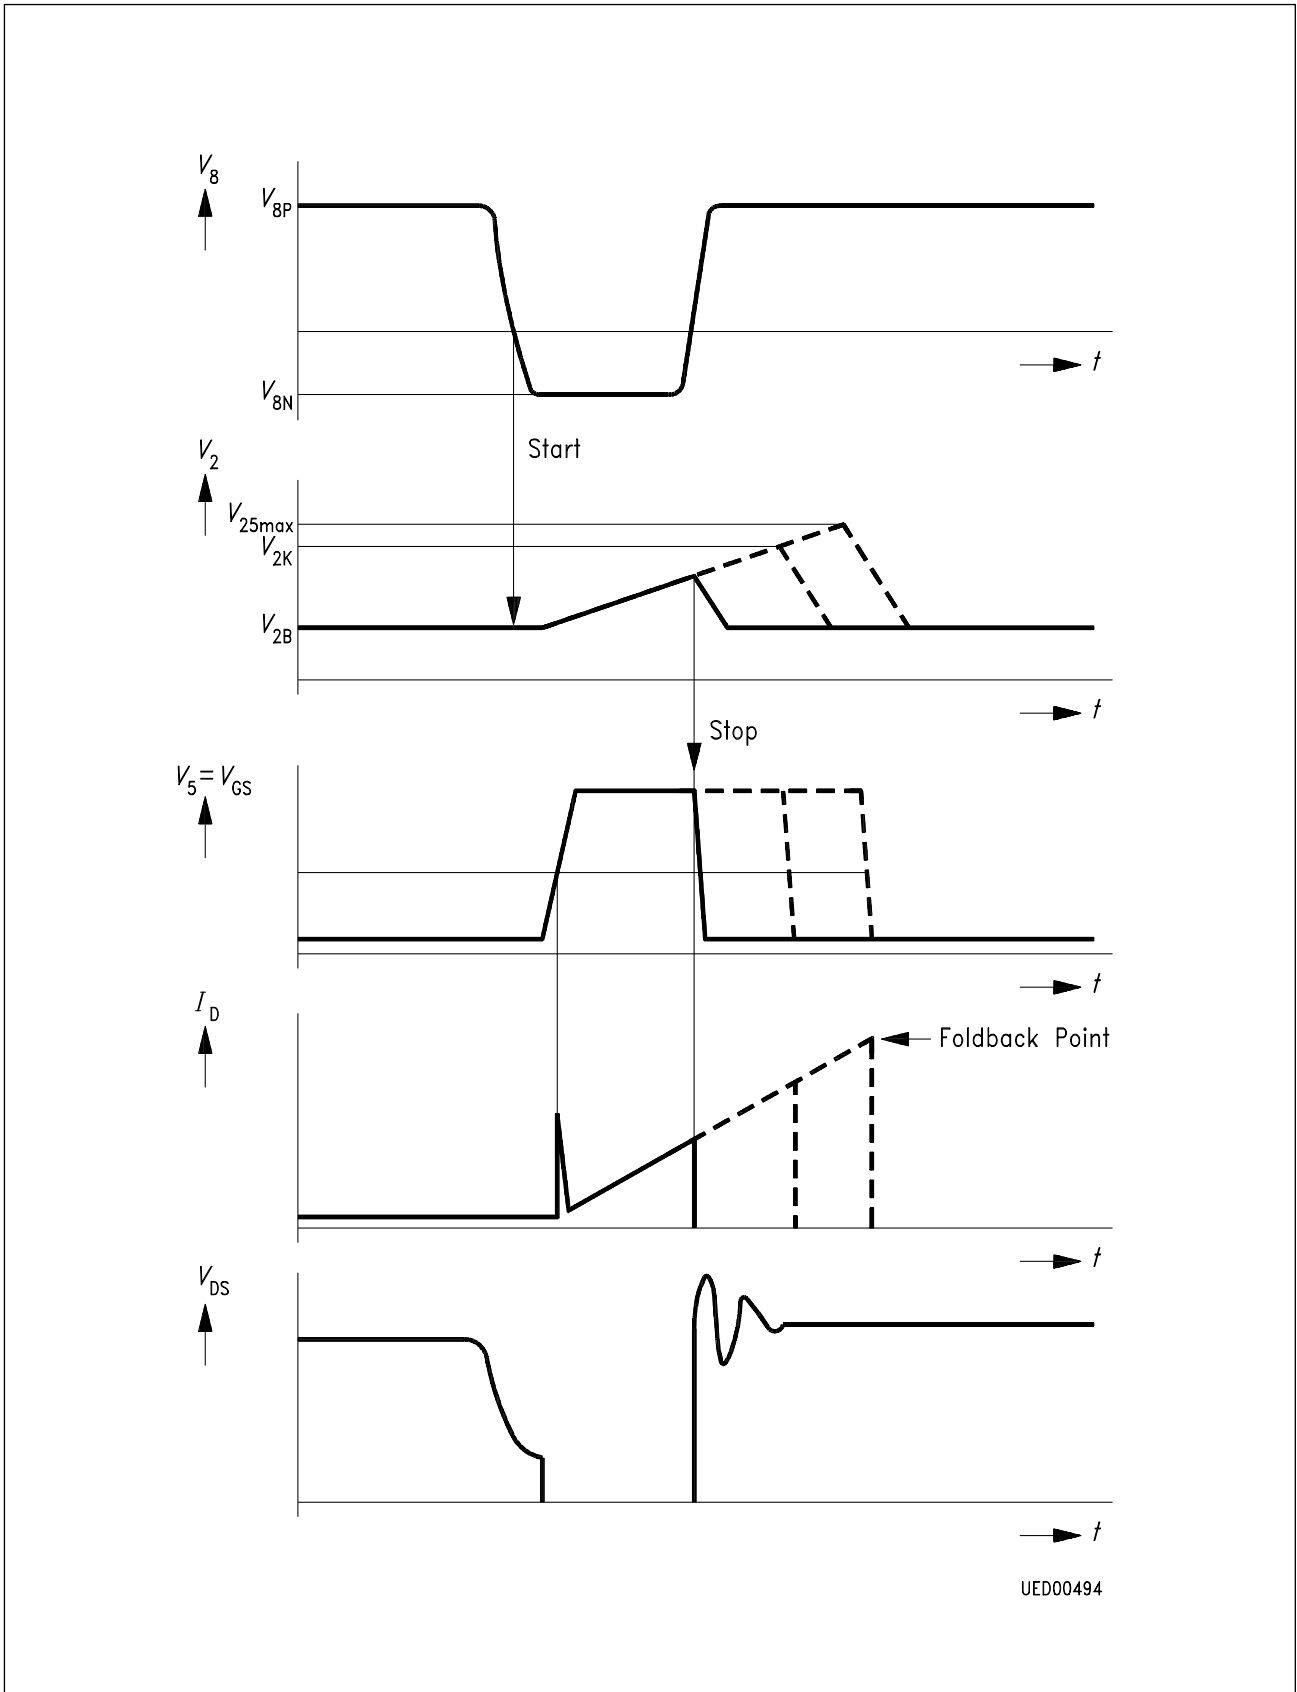 V8
V8P
t
V8N
Start
V2
V25max
V2K
V2B
t
Stop
V5=VGS
t
ID
Foldback Point
t
VDS
t
UED00494